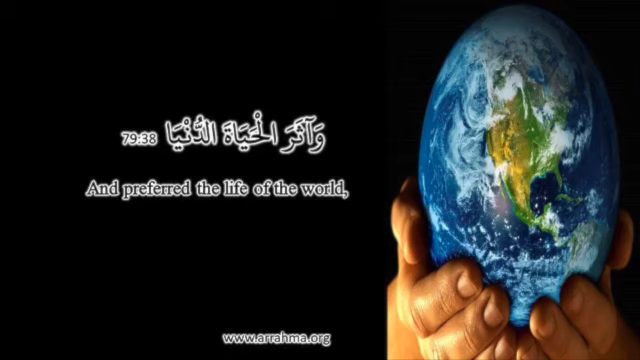 وَآثَرَ الْحَيَاةَ الدُّنْيَا 79:38
And preferred the life of the world,
www.arrahma.org